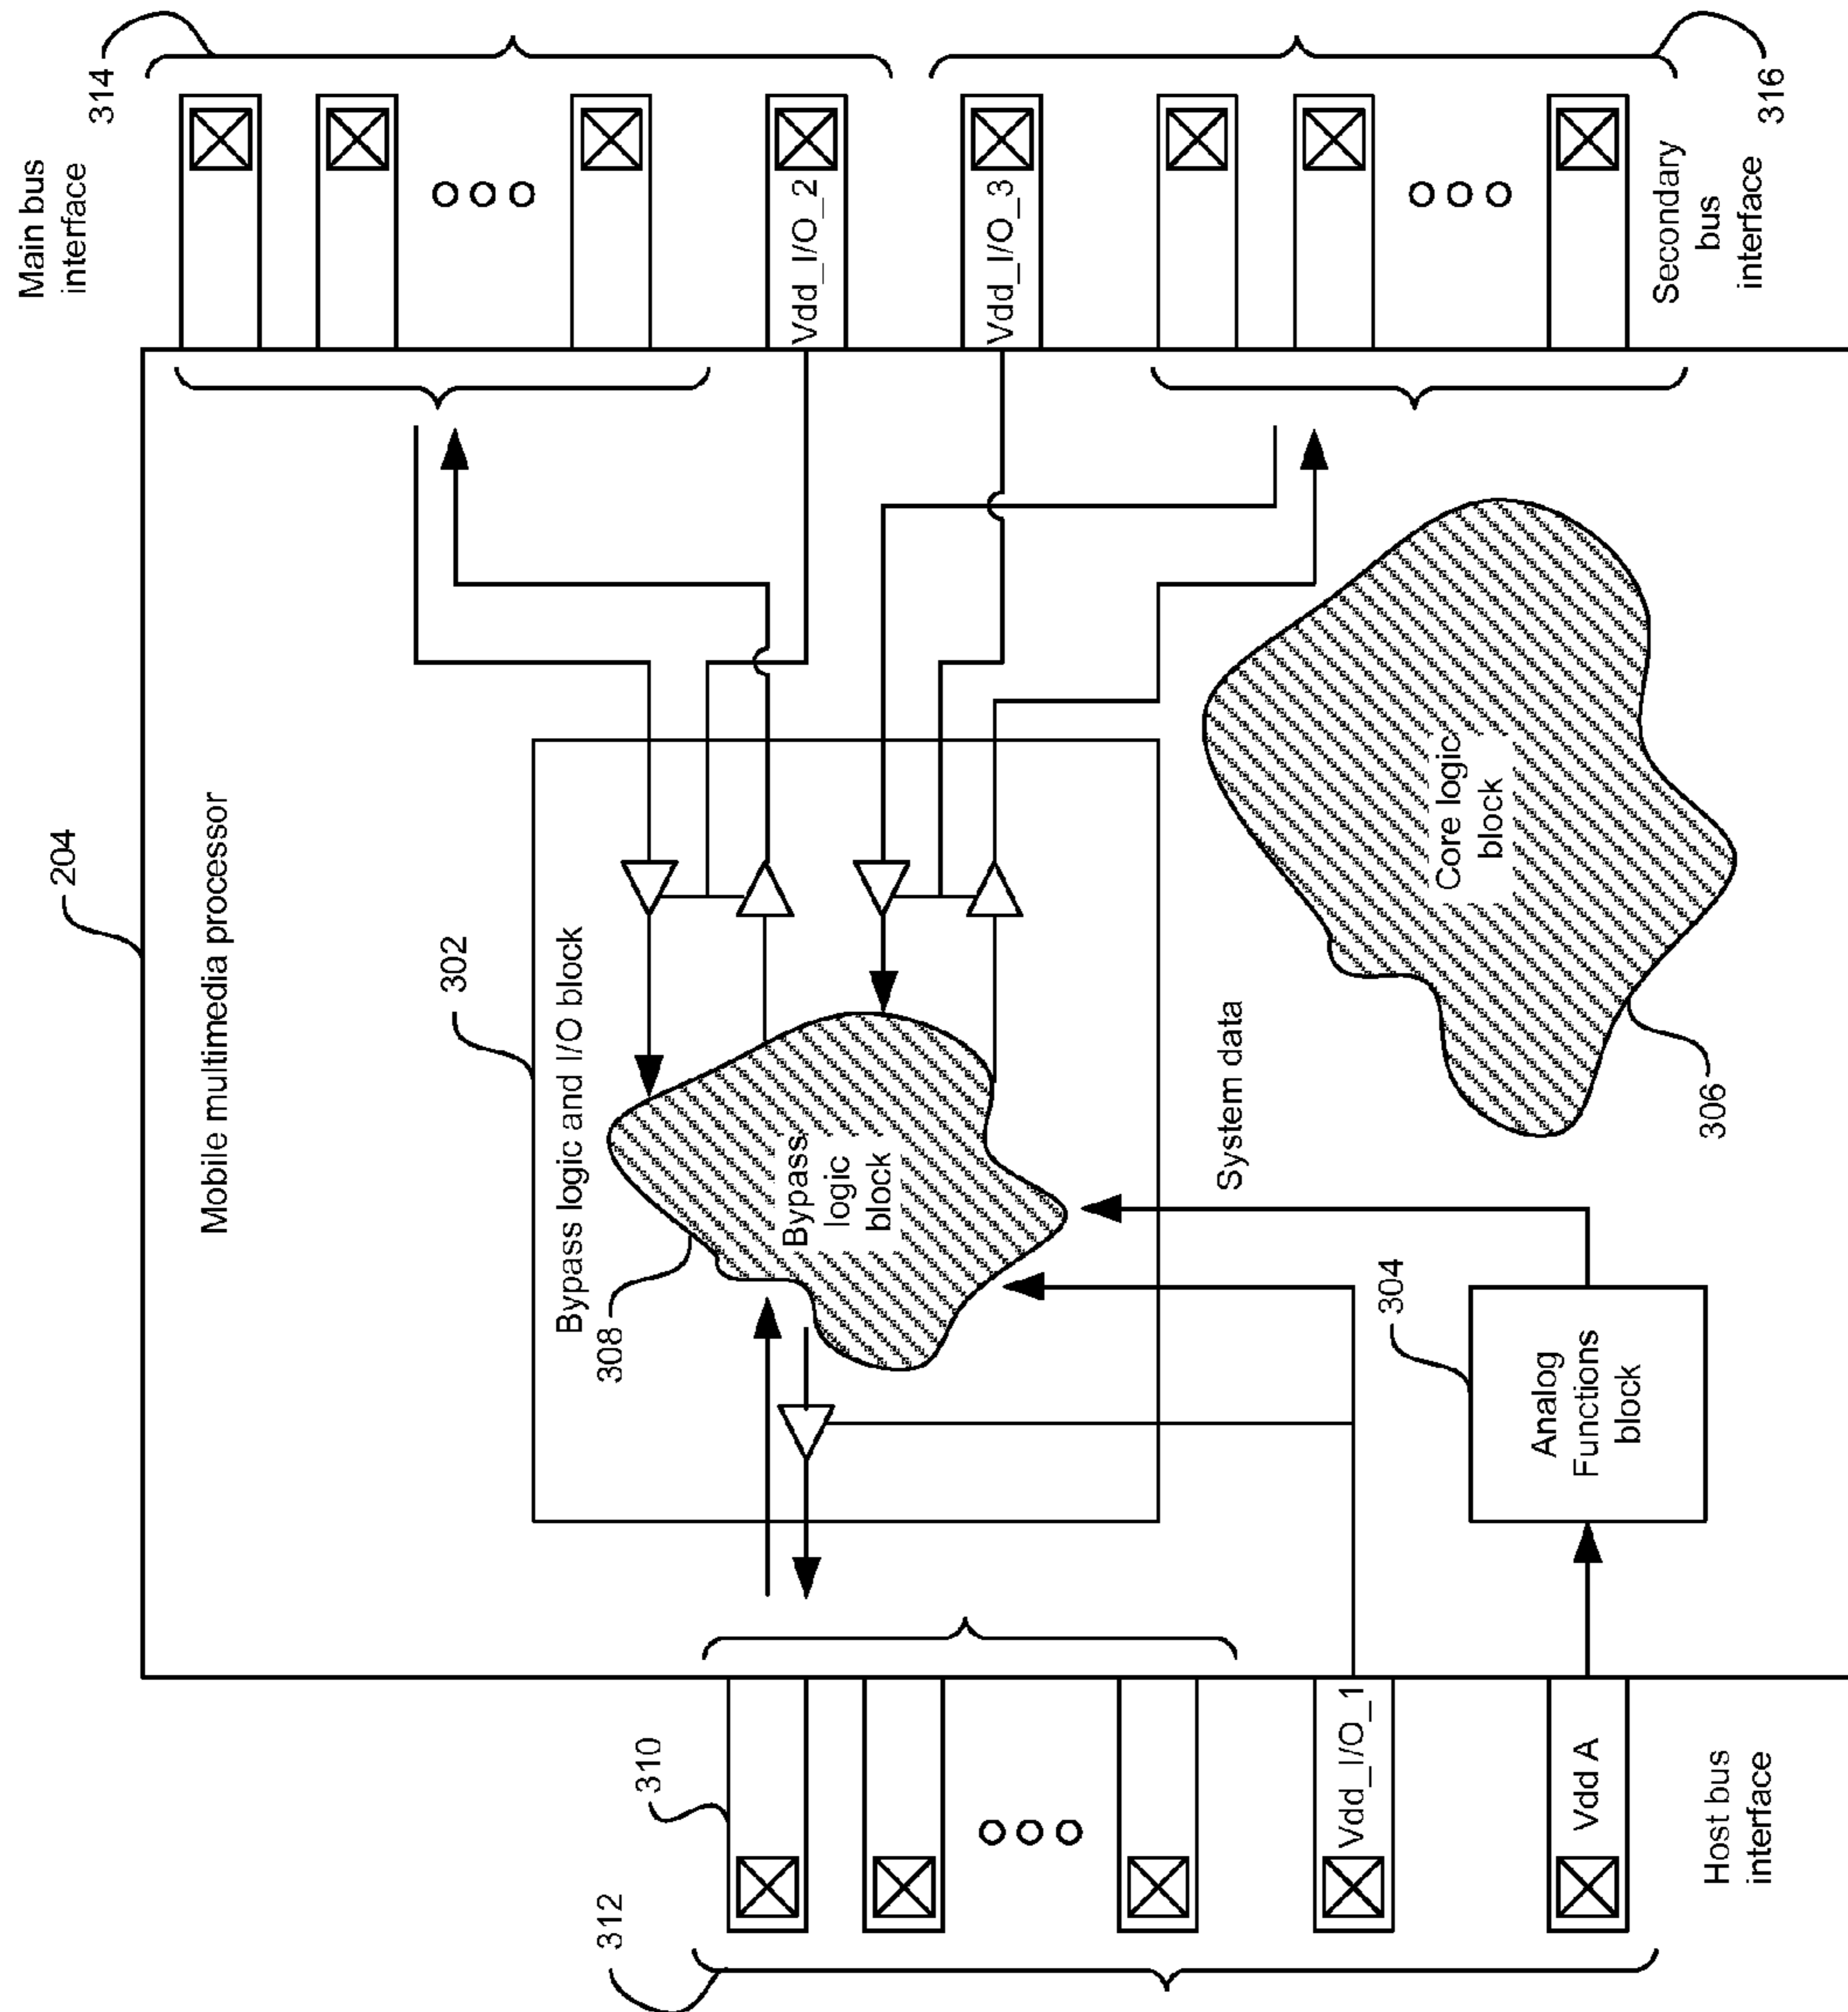 204
Mobile multimedia processor
Main bus
interface
314
Vdd_I/O_2
Vdd_I/O_3
316
Secondary
bus
interface
302
Bypass logic and I/O block
308
Bypass
logic
block
System data
Core logic
block
306
304
Analog
Functions
block
310
312
Vdd_I/O_1
Vdd A
Host bus
interface